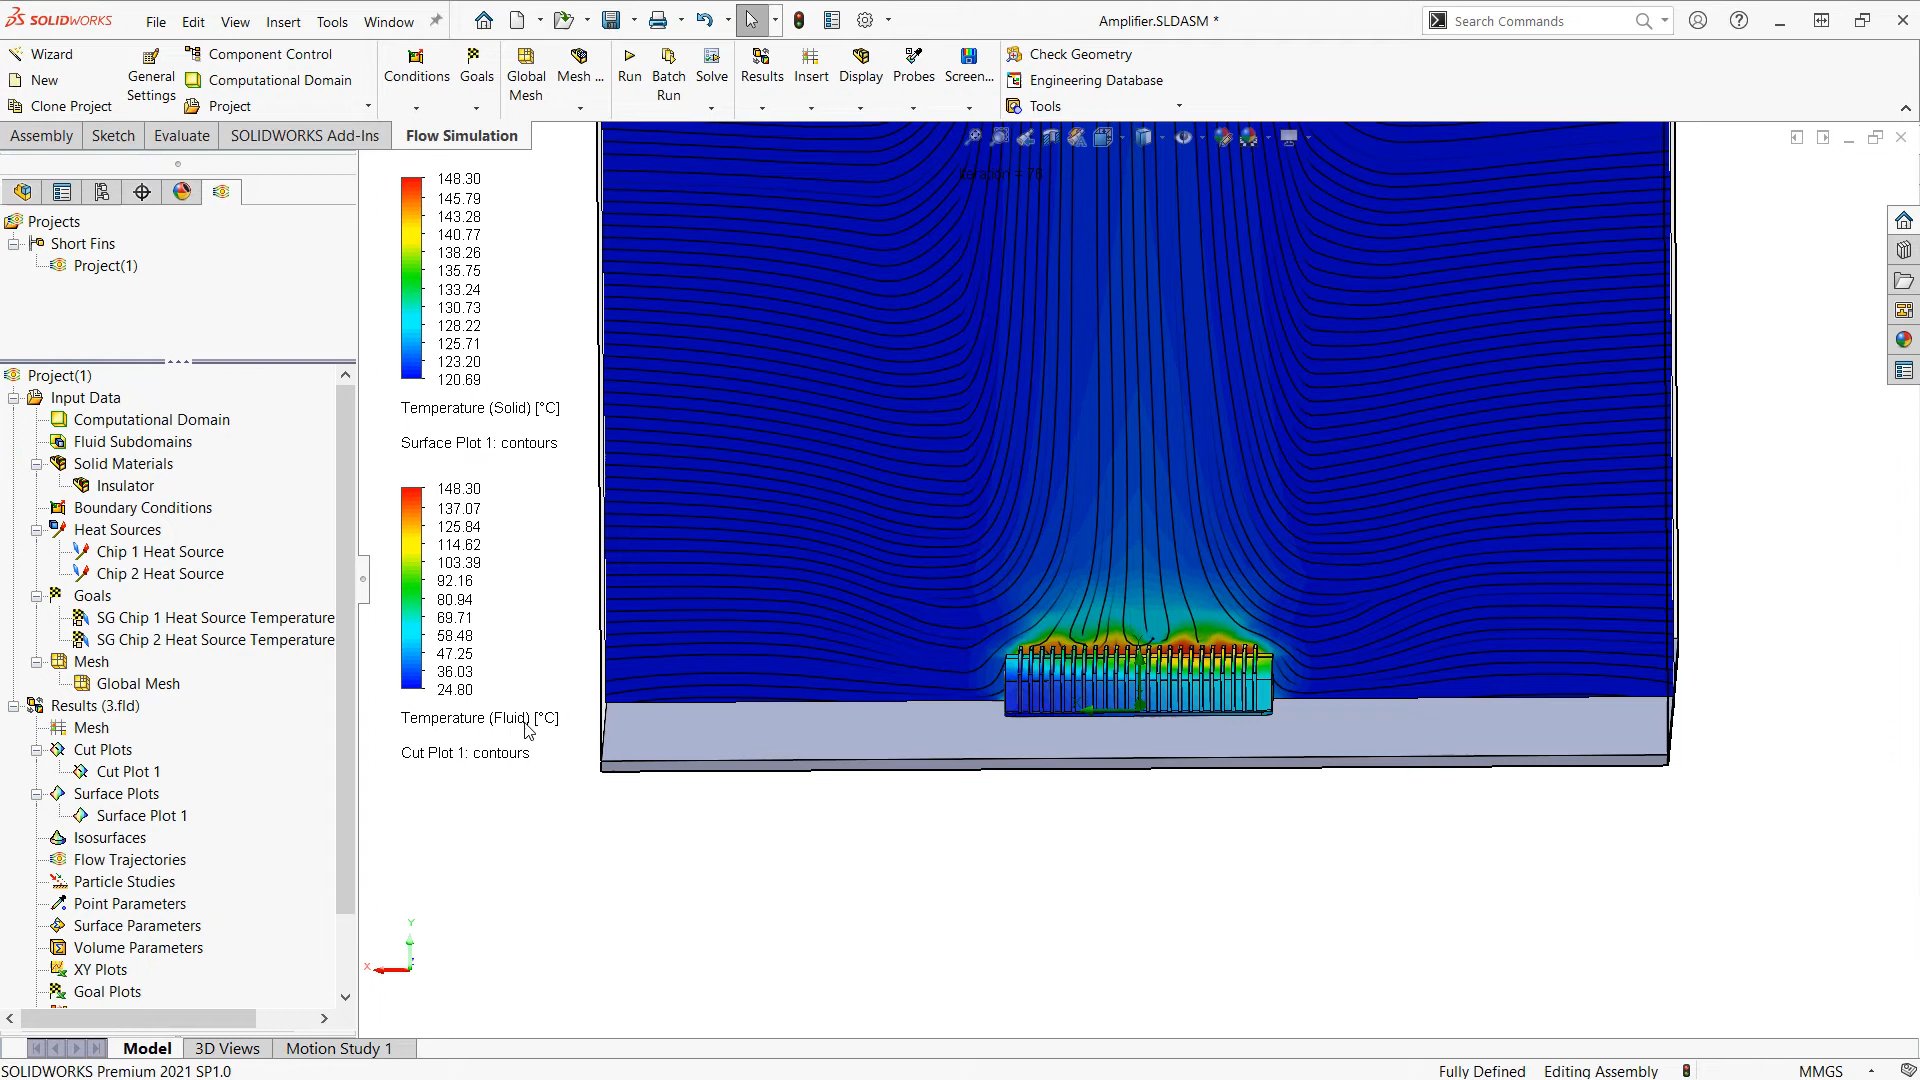 SOLIDWORKS File Edit View Insert Tools Window Amplifier.SLDASM * Search Commands
Wizard
New
Clone Project
General Settings
Component Control
Computational Domain
Project
Conditions
Goals
Global Mesh
Mesh ...
Run
Batch Run
Solve
Results
Insert
Display
Probes
Screen...
Check Geometry
Engineering Database
Tools
Assembly Sketch Evaluate SOLIDWORKS Add-Ins Flow Simulation
Projects
Short Fins
Project(1)
Project(1)
Input Data
Computational Domain
Fluid Subdomains
Solid Materials
Insulator
Boundary Conditions
Heat Sources
Chip 1 Heat Source
Chip 2 Heat Source
Goals
SG Chip 1 Heat Source Temperature
SG Chip 2 Heat Source Temperature
Mesh
Global Mesh
Results (3.fld)
Mesh
Cut Plots
Cut Plot 1
Surface Plots
Surface Plot 1
Isosurfaces
Flow Trajectories
Particle Studies
Point Parameters
Surface Parameters
Volume Parameters
XY Plots
Goal Plots
148.30
145.79
143.28
140.77
138.26
135.75
133.24
130.73
128.22
125.71
123.20
120.69
Temperature (Solid) [°C]
Surface Plot 1: contours
148.30
137.07
125.84
114.62
103.39
92.16
80.94
69.71
58.48
47.25
36.03
24.80
Temperature (Fluid) [°C]
Cut Plot 1: contours
Iteration = 78
Y
X
Z
Model 3D Views Motion Study 1
SOLIDWORKS Premium 2021 SP1.0 Fully Defined Editing Assembly MMGS